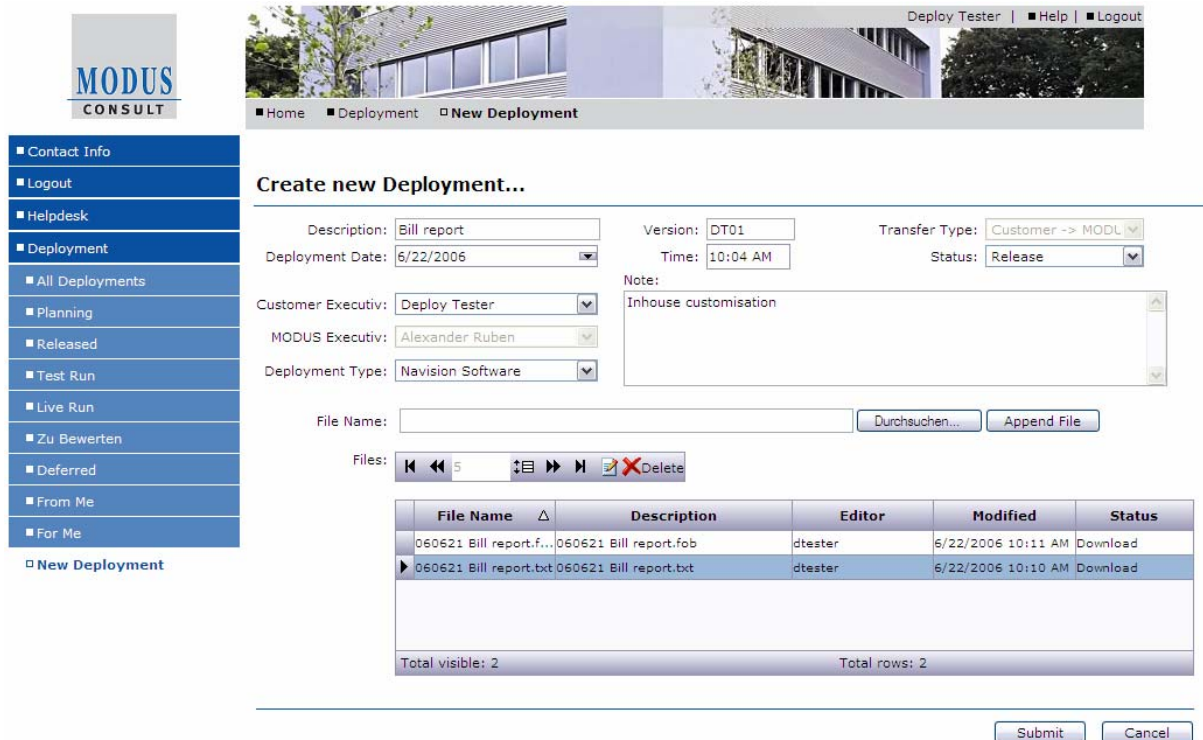 Deploy Tester | Help | Logout
MODUS
CONSULT
Home Deployment New Deployment
Contact Info
Logout
Helpdesk
Deployment
All Deployments
Planning
Released
Test Run
Live Run
Zu Bewerten
Deferred
From Me
For Me
New Deployment
Create new Deployment...
Description: Bill report Version: DT01 Transfer Type: Customer -> MODU
Deployment Date: 6/22/2006 Time: 10:04 AM Status: Release
Note:
Customer Executiv: Deploy Tester Inhouse customisation
MODUS Executiv: Alexander Ruben
Deployment Type: Navision Software
File Name: Durchsuchen... Append File
Files: 5 Delete
File Name Description Editor Modified Status
060621 Bill report.f... 060621 Bill report.fob dtester 6/22/2006 10:11 AM Download
060621 Bill report.txt 060621 Bill report.txt dtester 6/22/2006 10:10 AM Download
Total visible: 2 Total rows: 2
Submit Cancel